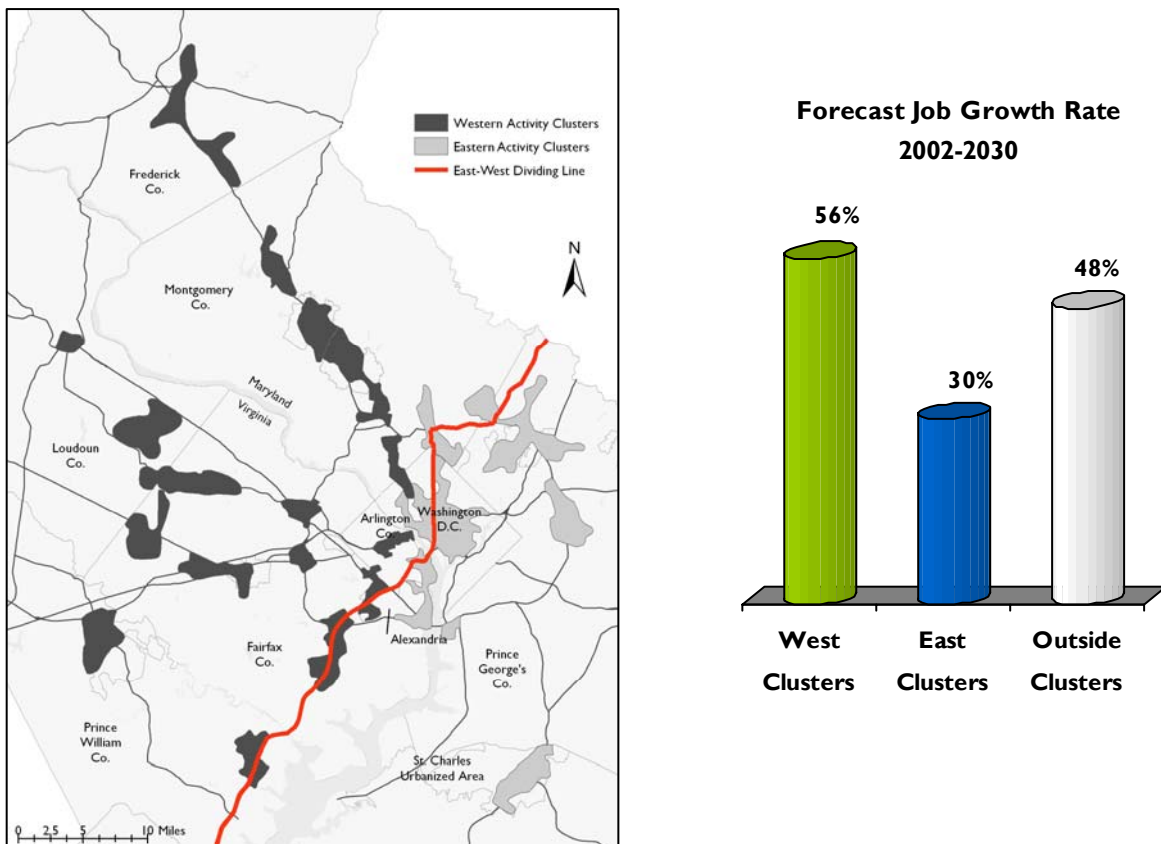 Western Activity Clusters
Eastern Activity Clusters
East-West Dividing Line
N
Frederick
Co.
Montgomery
Co.
Maryland
Virginia
Loudoun
Co.
Arlington
Co.
Washington
D.C.
Alexandria
Fairfax
Co.
Prince
George's
Co.
Prince
William
Co.
St. Charles
Urbanized Area
0 2.5 5 10 Miles
Forecast Job Growth Rate
2002-2030
56%
30%
48%
West
Clusters
East
Clusters
Outside
Clusters